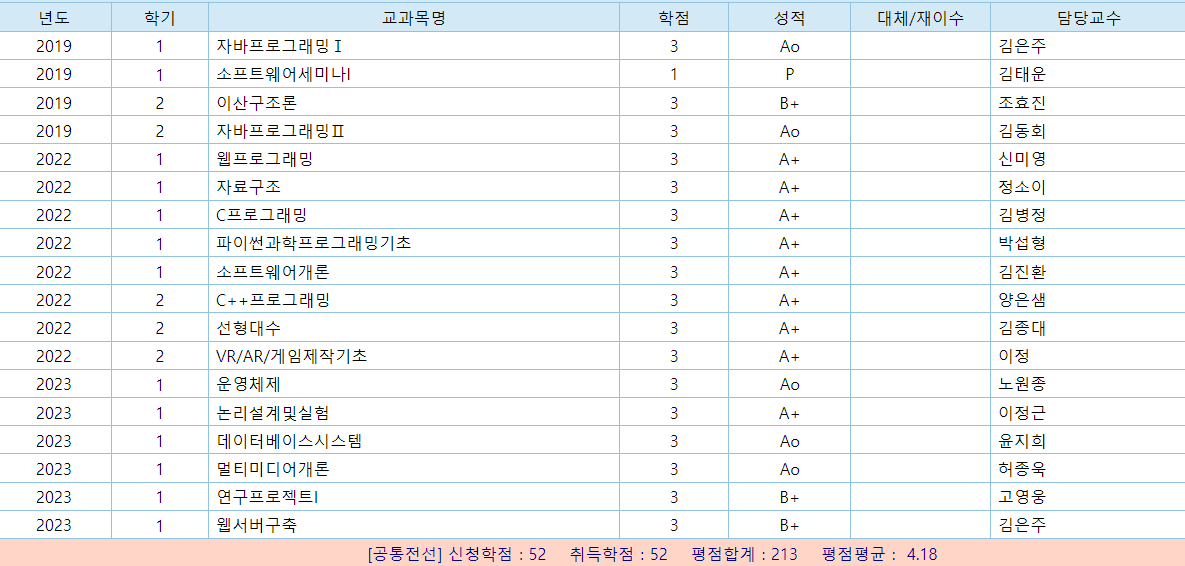 년도 학기 교과목명 학점 성적 대체/재이수 담당교수
2019 1 자바프로그래밍Ⅰ 3 Ao 김은주
2019 1 소프트웨어세미나I 1 P 김태운
2019 2 이산구조론 3 B+ 조효진
2019 2 자바프로그래밍Ⅱ 3 Ao 김동회
2022 1 웹프로그래밍 3 A+ 신미영
2022 1 자료구조 3 A+ 정소이
2022 1 C프로그래밍 3 A+ 김병정
2022 1 파이썬과학프로그래밍기초 3 A+ 박섭형
2022 1 소프트웨어개론 3 A+ 김진환
2022 2 C++프로그래밍 3 A+ 양은샘
2022 2 선형대수 3 A+ 김종대
2022 2 VR/AR/게임제작기초 3 A+ 이정
2023 1 운영체제 3 Ao 노원종
2023 1 논리설계및실험 3 A+ 이정근
2023 1 데이터베이스시스템 3 Ao 윤지희
2023 1 멀티미디어개론 3 Ao 허종욱
2023 1 연구프로젝트I 3 B+ 고영웅
2023 1 웹서버구축 3 B+ 김은주
[공통전선] 신청학점 : 52 취득학점 : 52 평점합계 : 213 평점평균 : 4.18